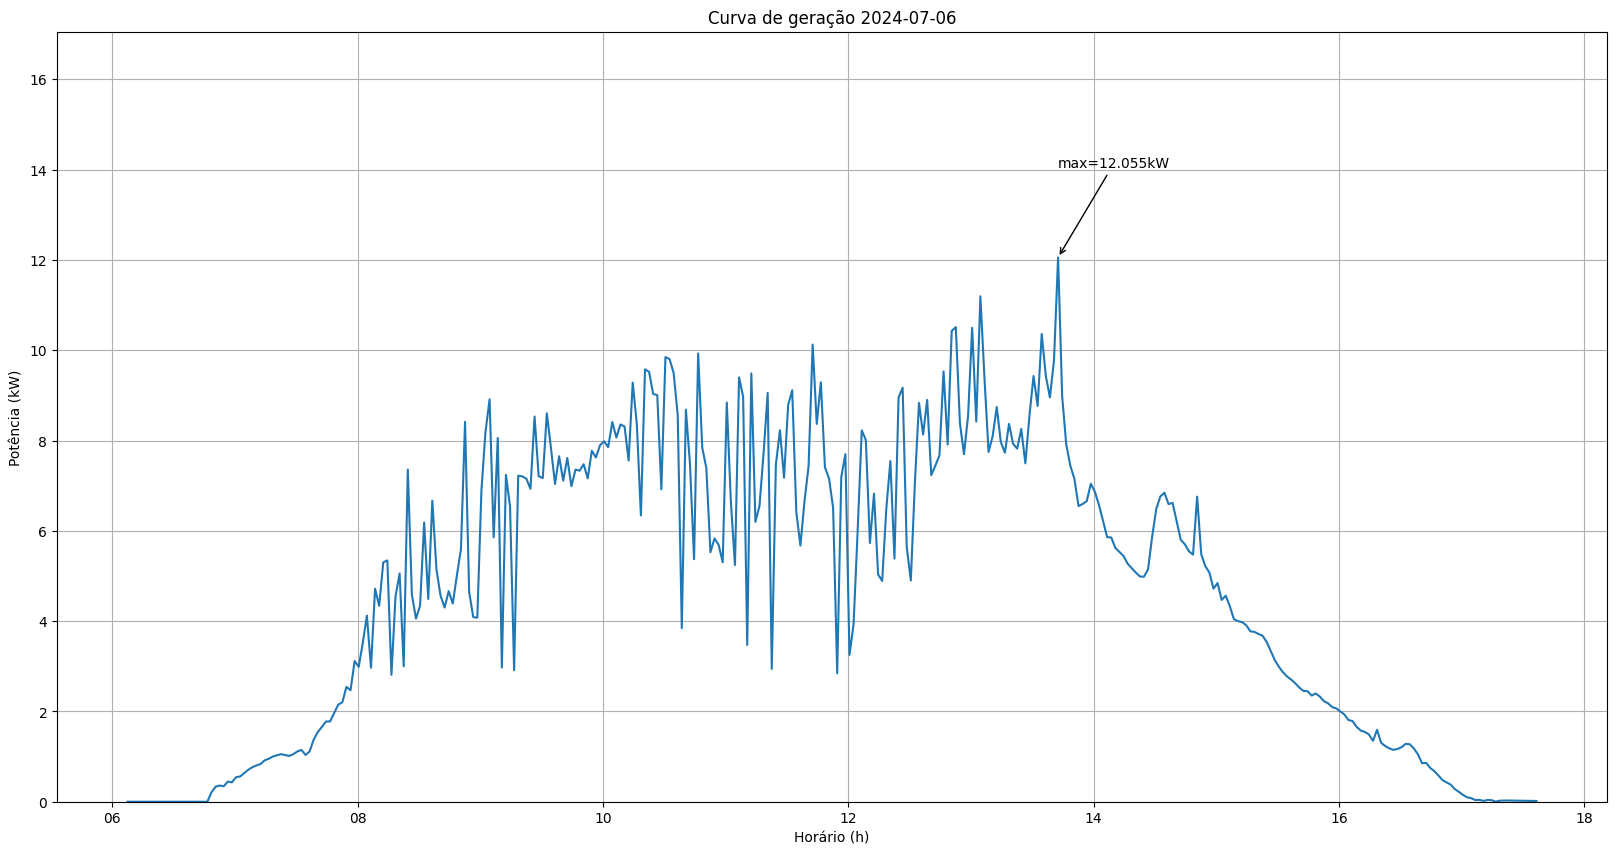 Curva de geração 2024-07-06
16
14
12
10
8
6
4
2
0
Potência (kW)
max=12.055kW
06 08 10 12 14 16 18
Horário (h)